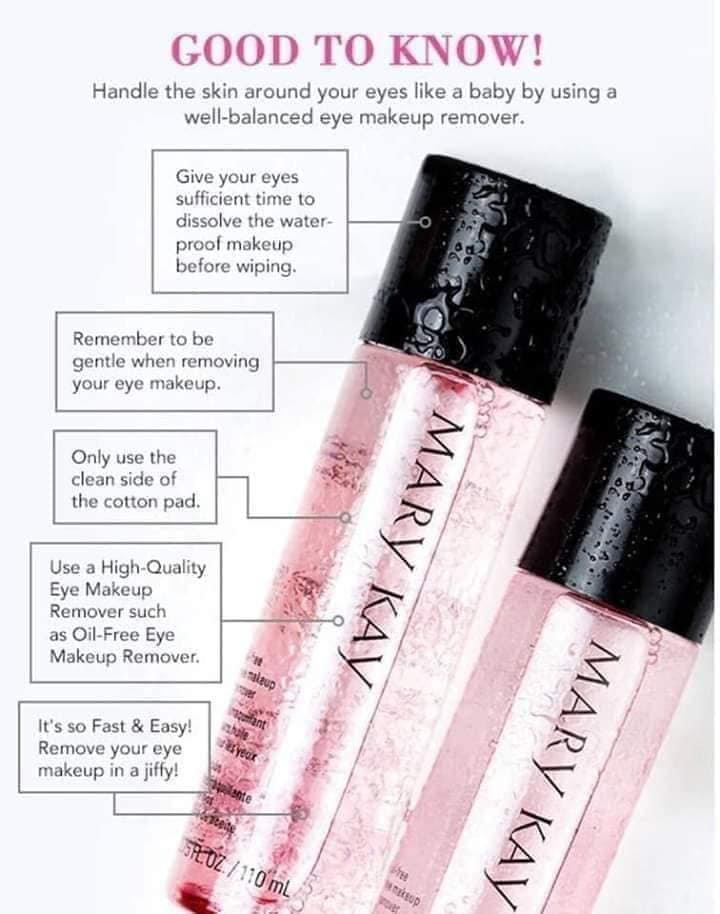 GOOD TO KNOW!
Handle the skin around your eyes like a baby by using a
well-balanced eye makeup remover.
Give your eyes
sufficient time to
dissolve the water-
proof makeup
before wiping.
Remember to be
gentle when removing
your eye makeup.
Only use the
clean side of
the cotton pad.
Use a High-Quality
Eye Makeup
Remover such
as Oil-Free Eye
Makeup Remover.
It's so Fast & Easy!
Remove your eye
makeup in a jiffy!
MARY KAY
FL.OZ./110 mL
MARY KAY